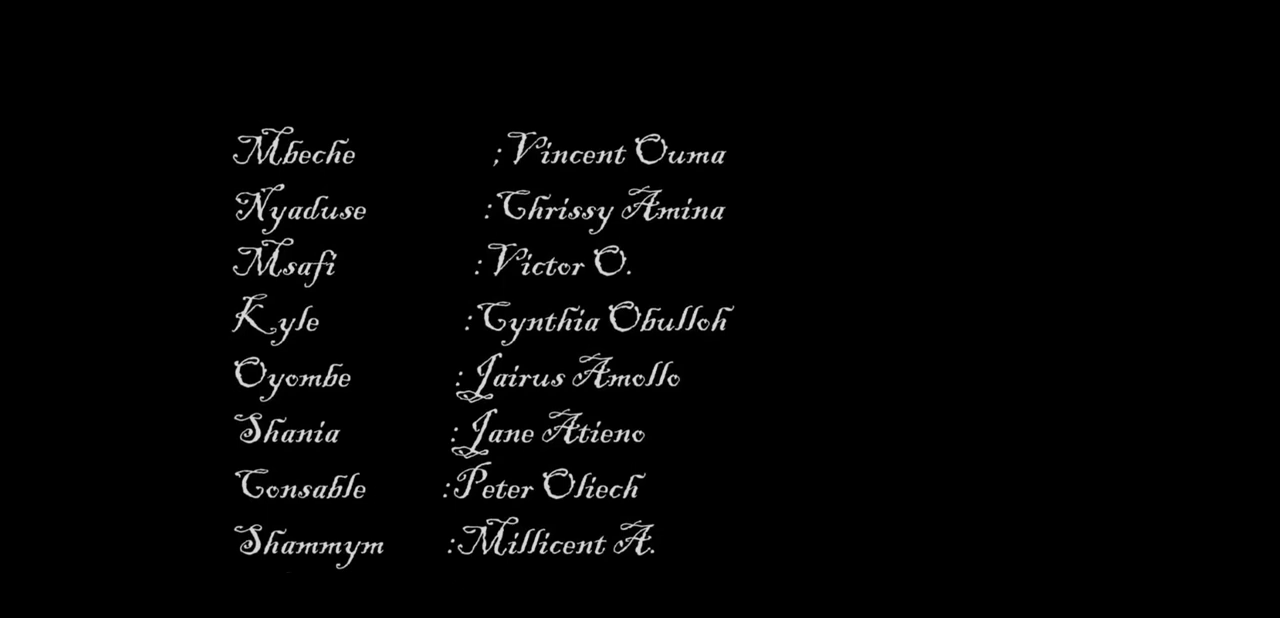 Mbeche ; Vincent Ouma
Nyaduse : Chrissy Amina
Msafi : Victor O.
Kyle : Cynthia Obulloh
Oyombe : Jairus Amollo
Shania : Jane Atieno
Consable :Peter Oliech
Shammym :Millicent A.